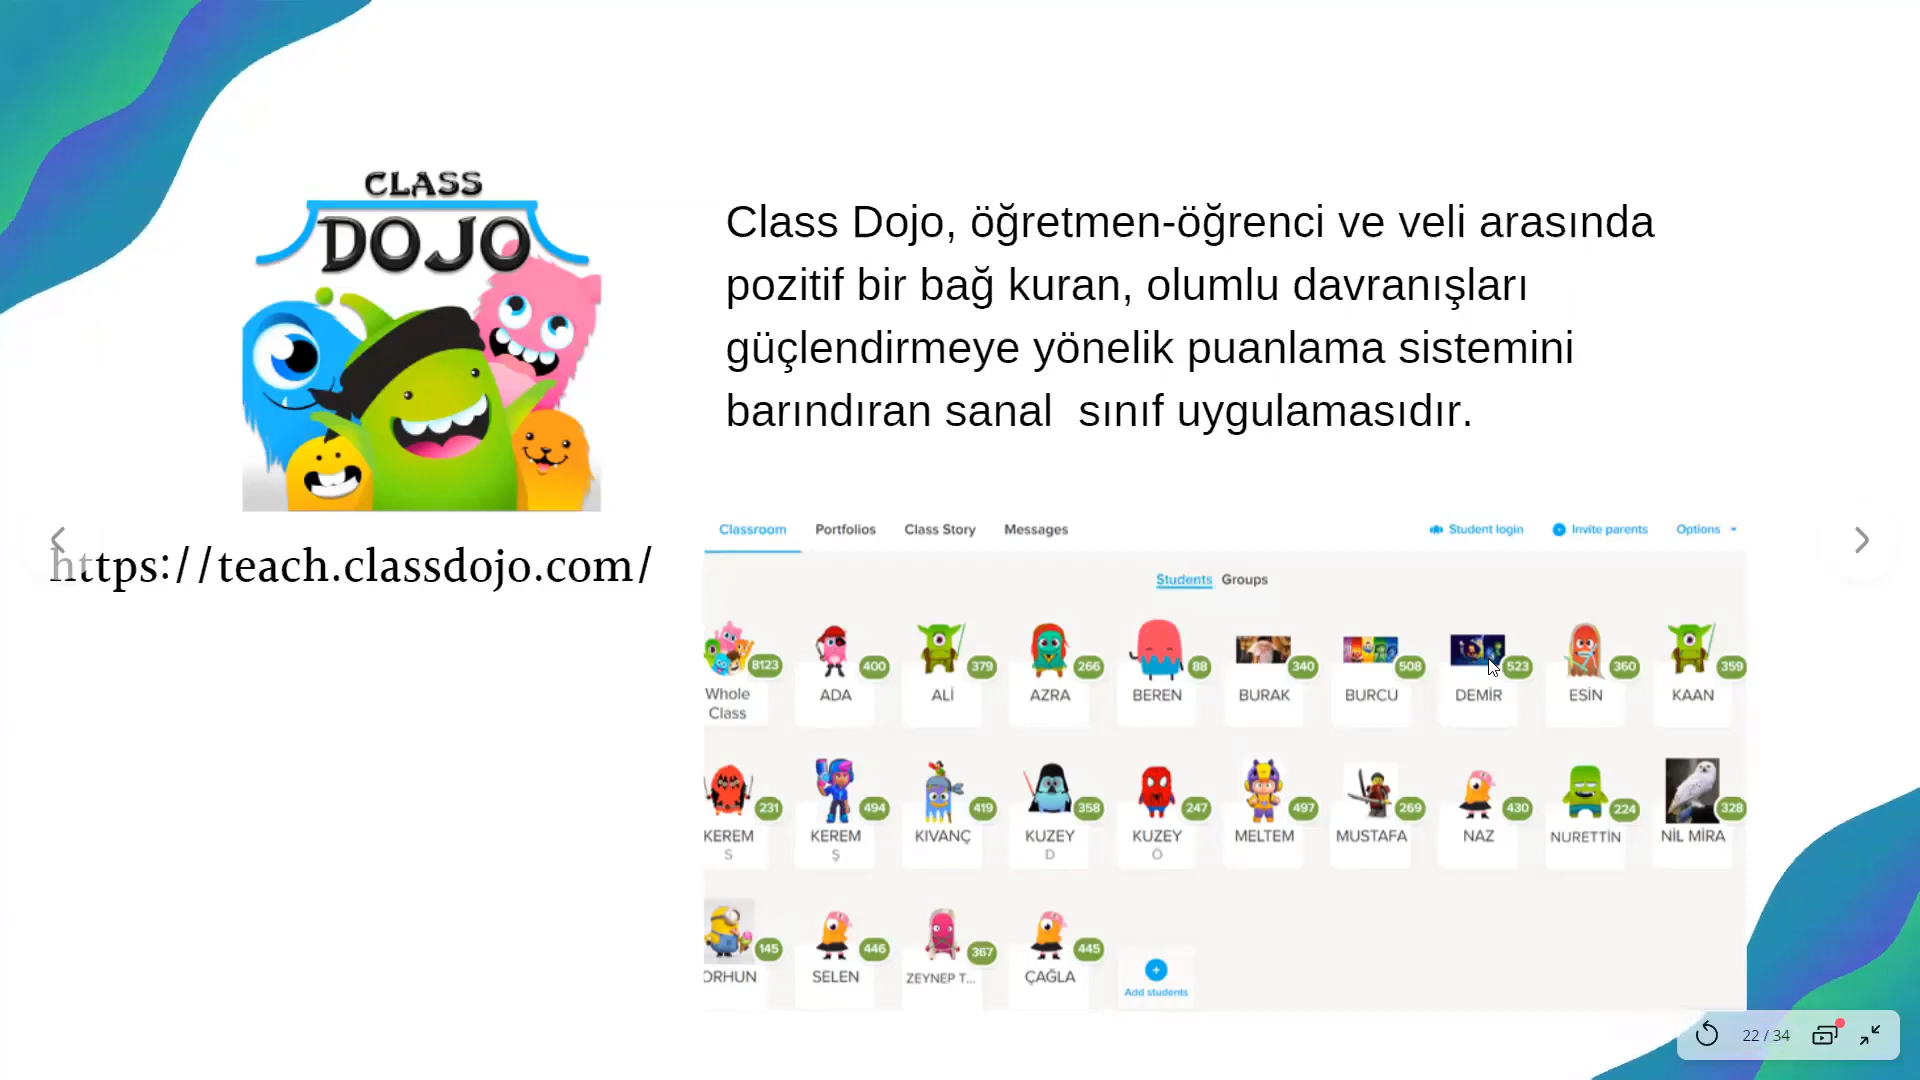 CLASS
DOJO
Class Dojo, öğretmen-öğrenci ve veli arasında
pozitif bir bağ kuran, olumlu davranışları
güçlendirmeye yönelik puanlama sistemini
barındıran sanal  sınıf uygulamasıdır.
https://teach.classdojo.com/
Classroom Portfolios Class Story Messages Student login Invite parents Options
Students Groups
8123 400 379 266 88 340 508 523 360 359
Whole Class ADA ALİ AZRA BEREN BURAK BURCU DEMİR ESİN KAAN
231 494 419 358 247 497 269 430 224 328
KEREM KEREM KIVANÇ KUZEY KUZEY MELTEM MUSTAFA NAZ NURETTİN NİL MİRA
S Ş D Ö
145 446 367 445
ORHUN SELEN ZEYNEP T... ÇAĞLA
Add students
22 / 34